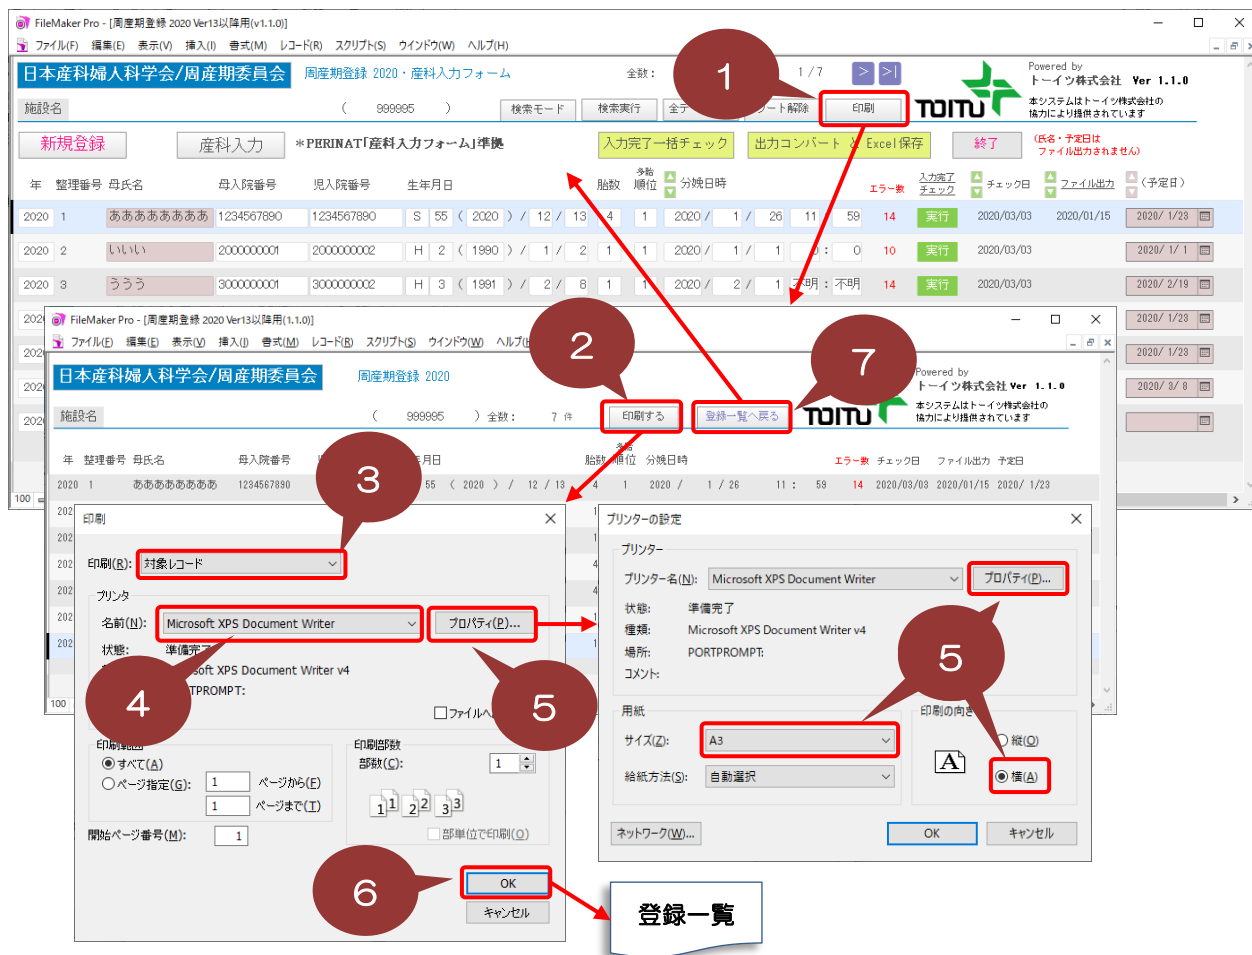 FileMaker Pro - [周産期登録 2020 Ver13以降用(v1.1.0)]
ファイル(F) 編集(E) 表示(V) 挿入(I) 書式(M) レコード(R) スクリプト(S) ウインドウ(W) ヘルプ(H)
日本産科婦人科学会/周産期委員会 周産期登録 2020・産科入力フォーム 全数: 1 / 7 > >|
Powered by
トーイツ株式会社 Ver 1.1.0
TOITU
本システムはトーイツ株式会社の
協力により提供されています
施設名 ( 999995 ) 検索モード 検索実行 ト解除 印刷
新規登録 産科入力 *PERINAT「産科入力フォーム」準拠 入力完了一括チェック 出力コンバート と Excel保存 終了
(氏名・予定日は
ファイル出力されません)
年 整理番号 母氏名 母入院番号 児入院番号 生年月日 胎数 多胎順位 分娩日時 エラー数 入力完了チェック チェック日 ファイル出力 (予定日)
2020 1 ああああああああ 1234567890 1234567890 S 55 ( 2020 ) / 12 / 13 4 1 2020 / 1 / 26 11 59 14 実行 2020/03/03 2020/01/15 2020/ 1/23
2020 2 いいい 2000000001 2000000002 H 2 ( 1990 ) / 1 / 2 1 1 2020 / 1 / 1 : 0 10 実行 2020/03/03 2020/ 1/ 1
2020 3 ううう 3000000001 3000000002 H 3 ( 1991 ) / 2 / 8 1 1 2020 / 2 / 1 不明 : 不明 14 実行 2020/03/03 2020/ 2/19
2020/ 1/23
2020/ 1/23
2020/ 3/ 8
100
1
FileMaker Pro - [周産期登録 2020 Ver13以降用(1.1.0)]
ファイル(F) 編集(E) 表示(V) 挿入(I) 書式(M) レコード(R) スクリプト(S) ウインドウ(W)
日本産科婦人科学会/周産期委員会 周産期登録 2020
Powered by
トーイツ株式会社 Ver 1.1.0
TOITU
本システムはトーイツ株式会社の
協力により提供されています
施設名 ( 999995 ) 全数: 7 件 印刷する 登録一覧へ戻る
2
7
年 整理番号 母氏名 母入院番号 月日 胎数 順位 分娩日時 エラー数 チェック日 ファイル出力 予定日
2020 1 ああああああああ 1234567890 55 ( 2020 ) / 12 / 13 4 1 2020 / 1 / 26 11 : 59 14 2020/03/03 2020/01/15 2020/ 1/23
100
3
印刷
印刷(R): 対象レコード
プリンタ
名前(N): Microsoft XPS Document Writer プロパティ(P)...
状態: 準備完了
soft XPS Document Writer v4
TPROMPT:
4
5
印刷範囲
すべて(A)
ページ指定(G): 1 ページから(F)
1 ページまで(T)
開始ページ番号(M): 1
印刷部数
部数(C): 1
11 22 33
部単位で印刷(O)
6
OK
キャンセル
プリンターの設定
プリンター
プリンター名(N): Microsoft XPS Document Writer プロパティ(P)...
状態: 準備完了
種類: Microsoft XPS Document Writer v4
場所: PORTPROMPT:
コメント:
5
用紙
サイズ(Z): A3
給紙方法(S): 自動選択
印刷の向き
A
縦(O)
横(A)
ネットワーク(W)... OK キャンセル
登録一覧